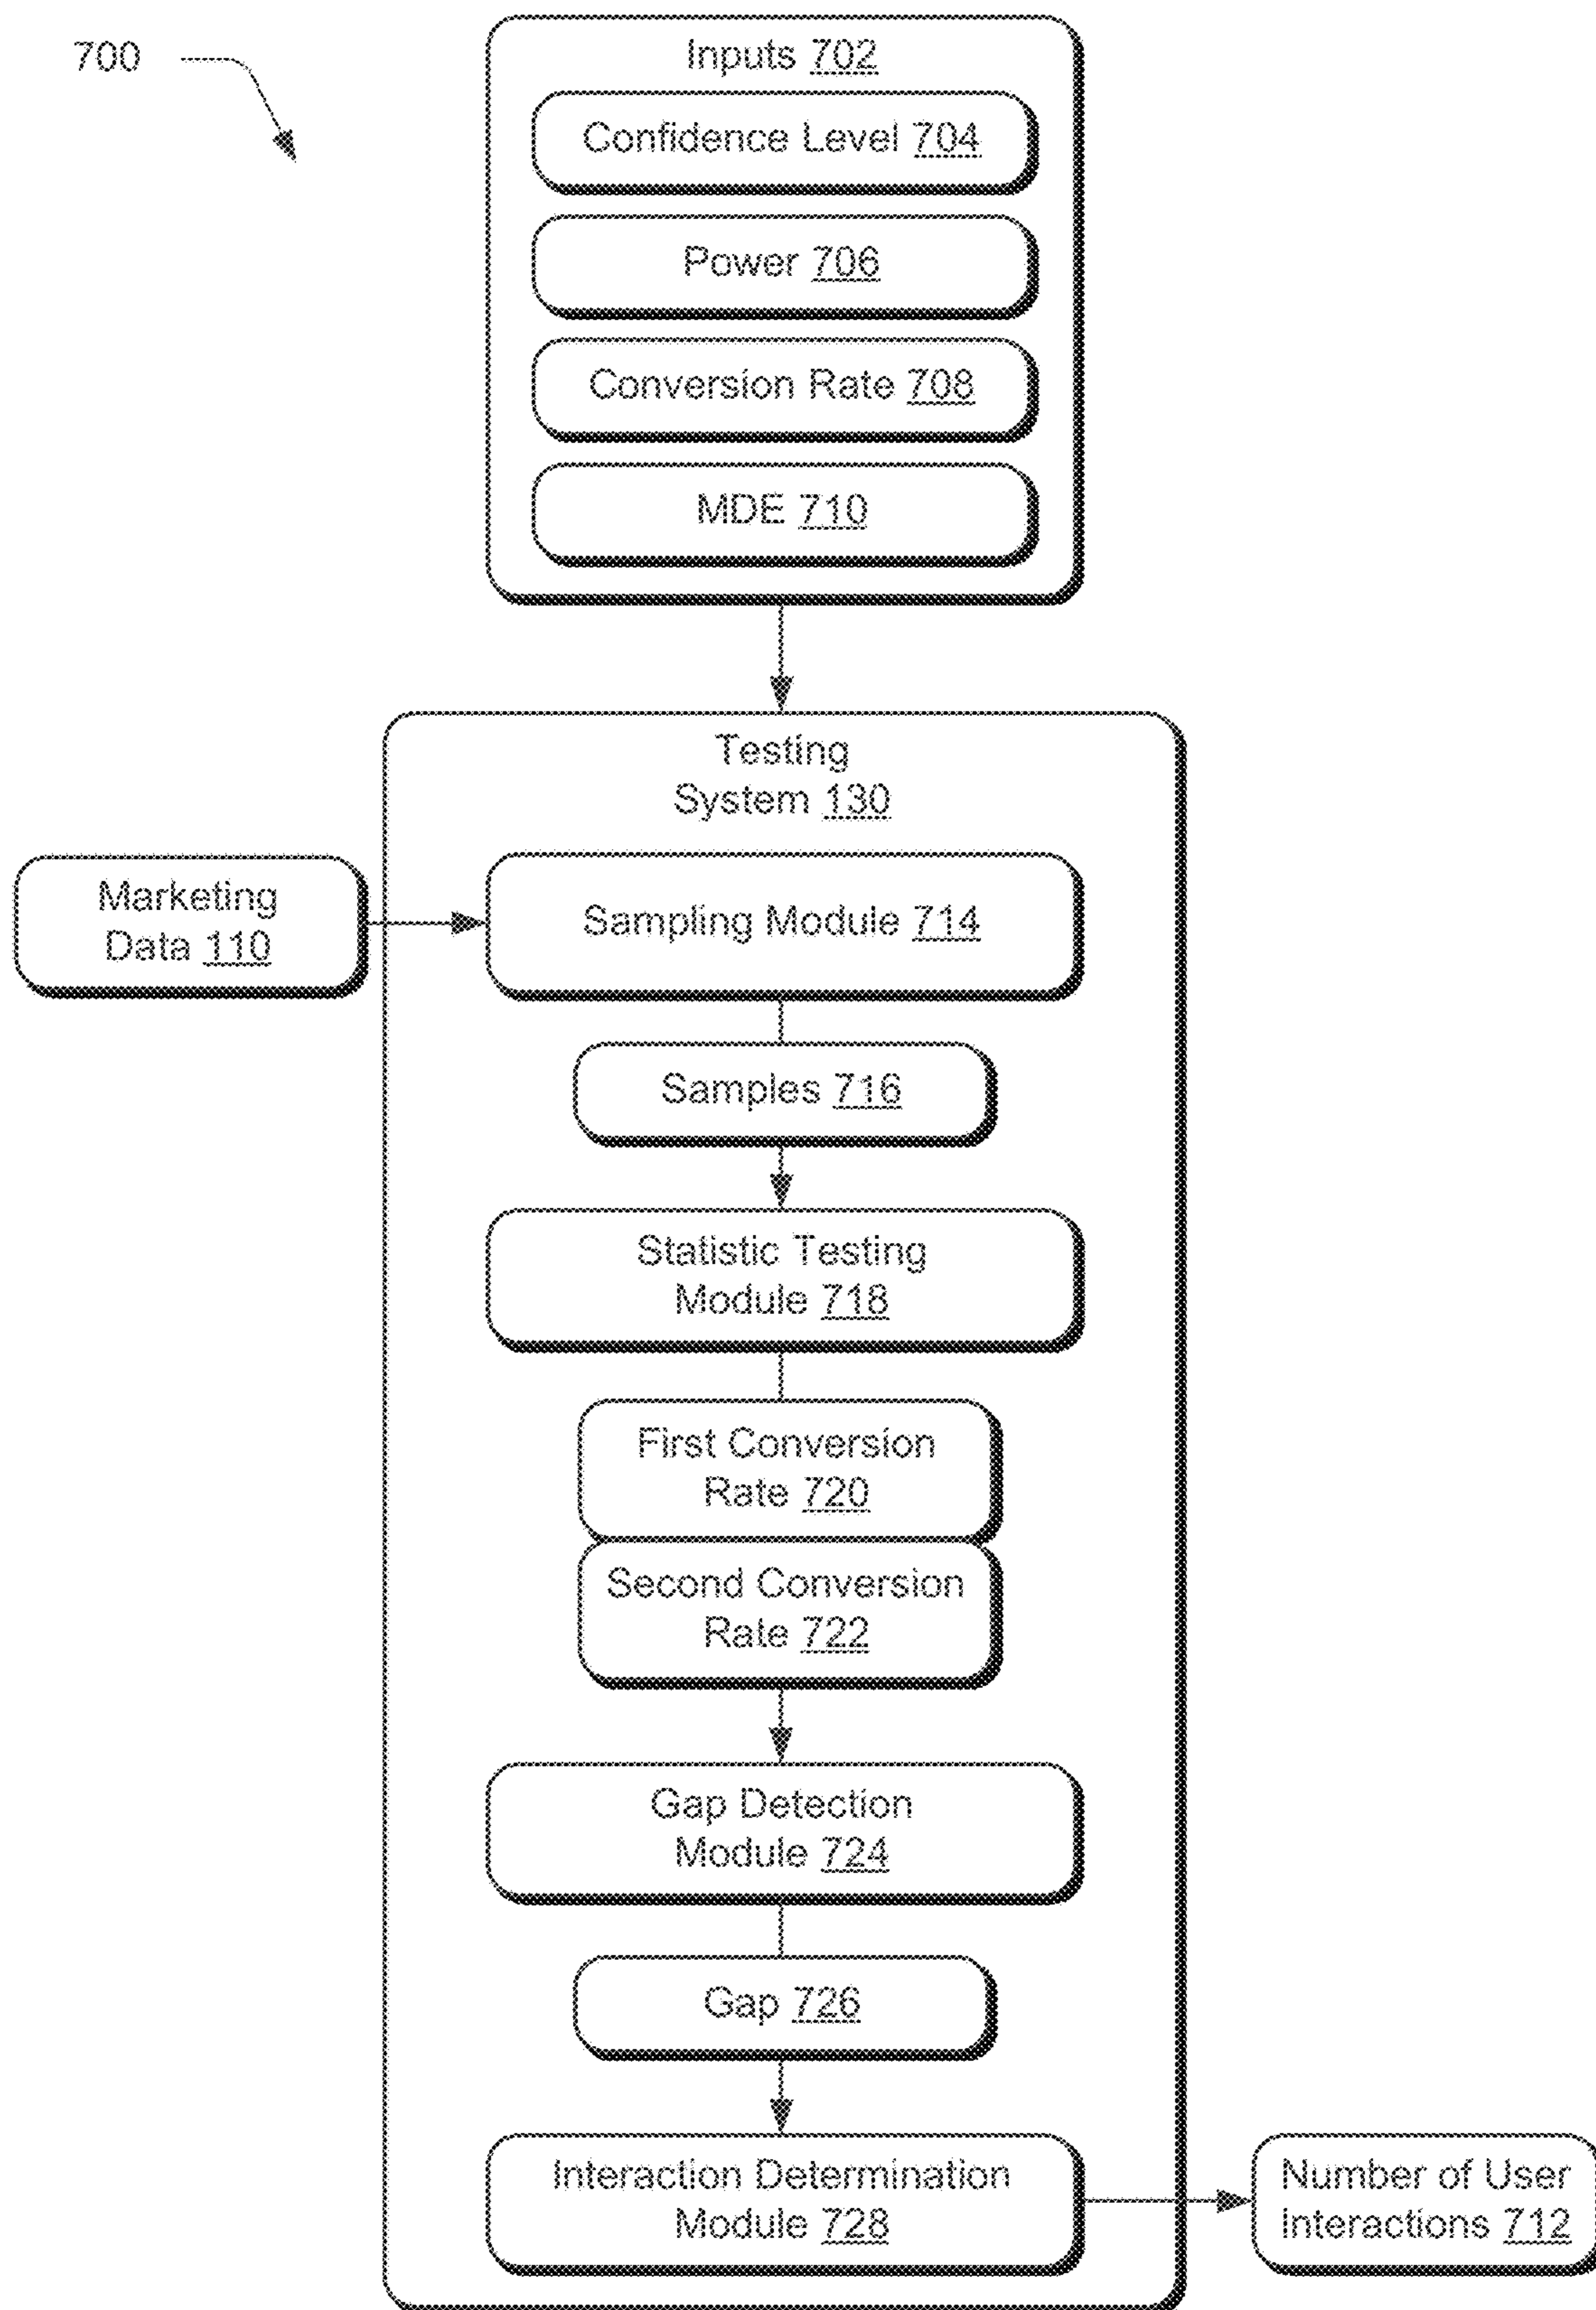 700
Inputs 702
Confidence Level 704
Power 706
Conversion Rate 708
MDE 710
Testing
System 130
Marketing
Data 110
Sampling Module 714
Samples 716
Statistic Testing
Module 718
First Conversion
Rate 720
Second Conversion
Rate 722
Gap Detection
Module 724
Gap 726
Interaction Determination
Module 728
Number of User
Interactions 712